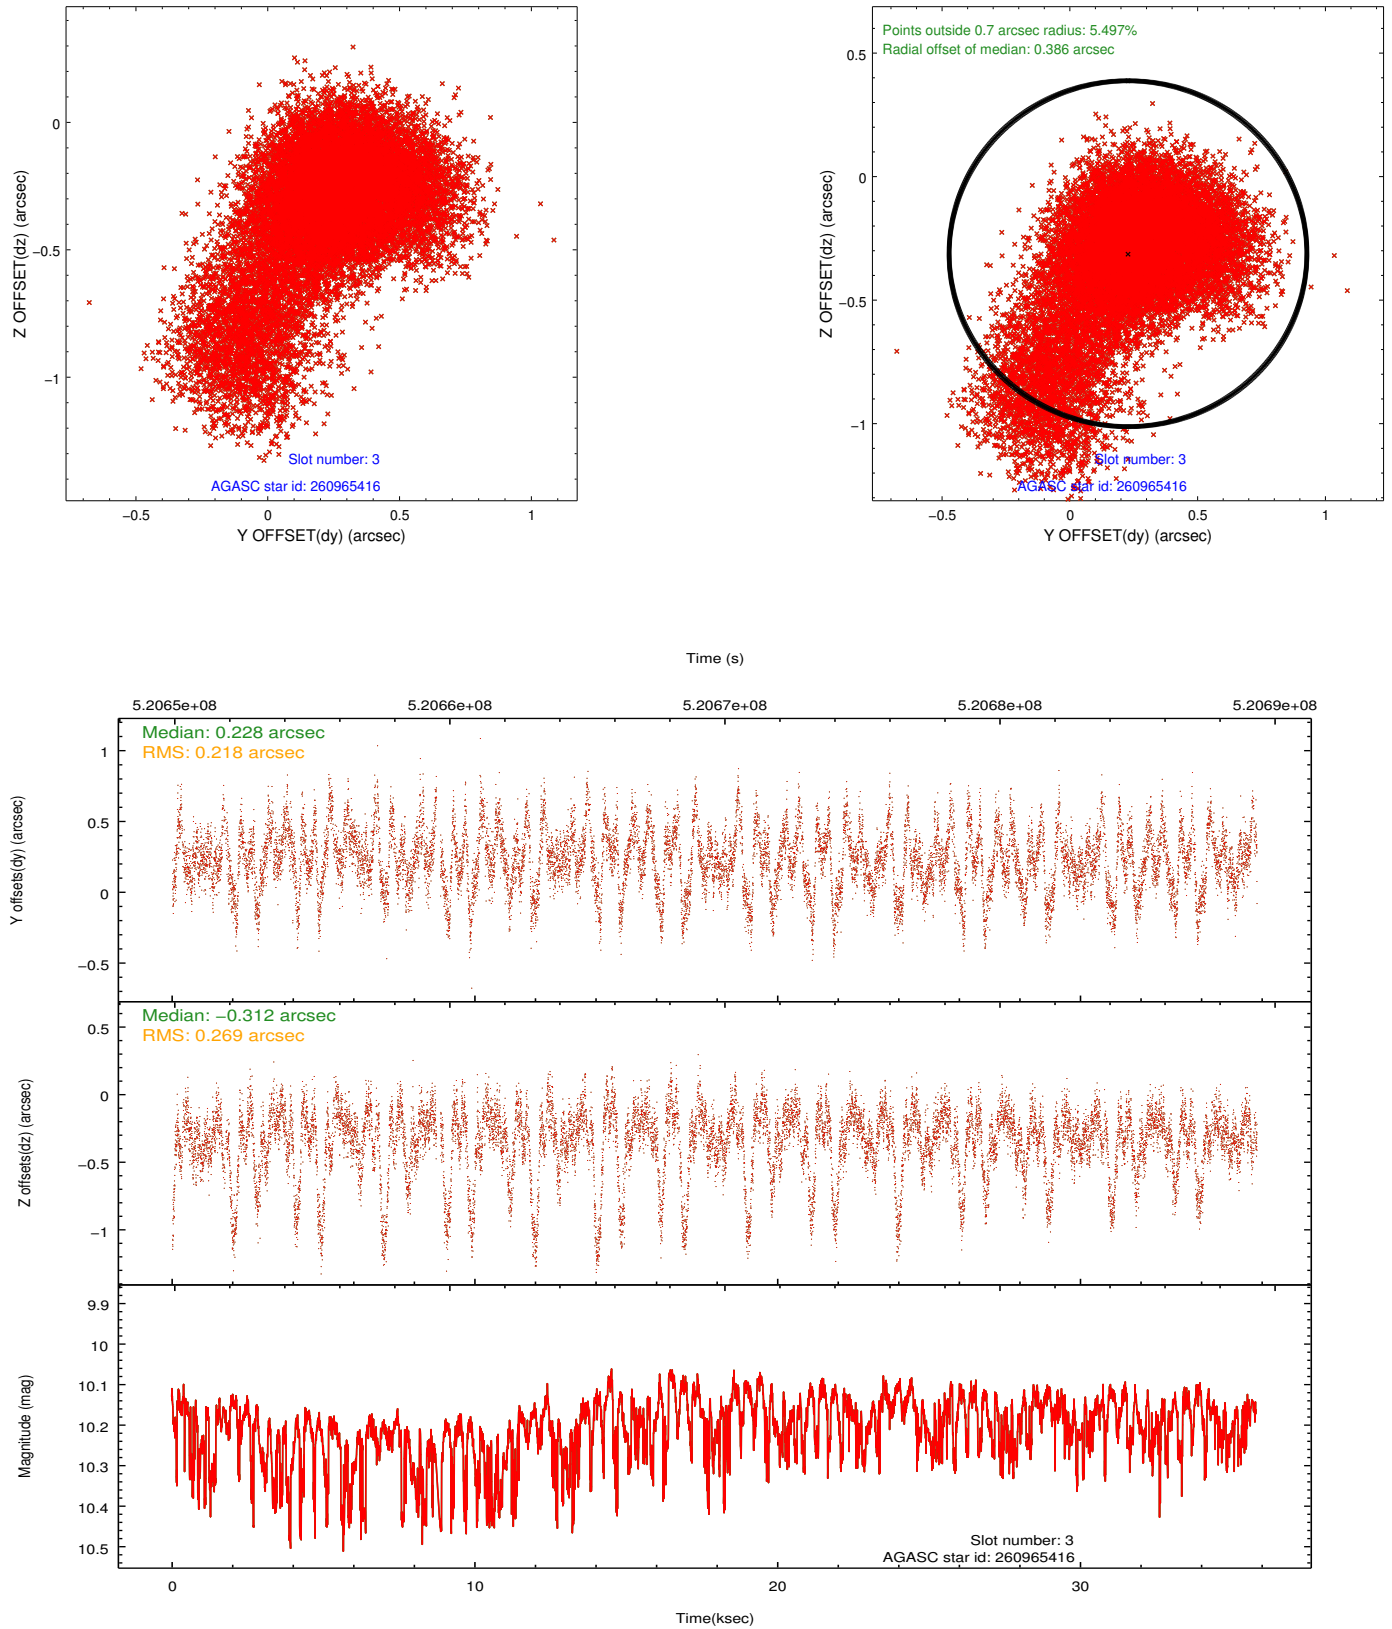 0
−0.5
−1
Z OFFSET(dz) (arcsec)
Slot number: 3
AGASC star id: 260965416
−0.5
0
0.5
1
Y OFFSET(dy) (arcsec)
Points outside 0.7 arcsec radius: 5.497%
Radial offset of median: 0.386 arcsec
0.5
0
−0.5
−1
Z OFFSET(dz) (arcsec)
Slot number: 3
AGASC star id: 260965416
−0.5
0
0.5
1
Y OFFSET(dy) (arcsec)
Time (s)
5.2065e+08
5.2066e+08
5.2067e+08
5.2068e+08
5.2069e+08
Median: 0.228 arcsec
RMS: 0.218 arcsec
1
0.5
0
−0.5
Y offsets(dy) (arcsec)
Median: −0.312 arcsec
RMS: 0.269 arcsec
0.5
0
−0.5
−1
Z offsets(dz) (arcsec)
9.9
10
10.1
10.2
10.3
10.4
10.5
Magnitude (mag)
Slot number: 3
AGASC star id: 260965416
0
10
20
30
Time(ksec)